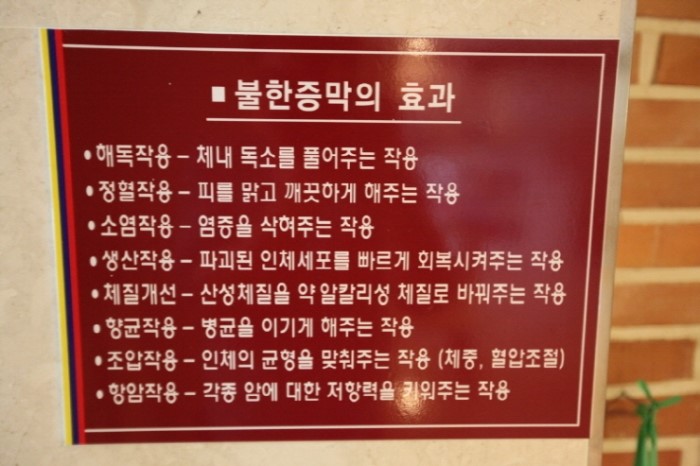 ■ 불한증막의 효과
• 해독작용 – 체내 독소를 풀어주는 작용
• 정혈작용 – 피를 맑고 깨끗하게 해주는 작용
• 소염작용 – 염증을 삭혀주는 작용
• 생산작용 – 파괴된 인체세포를 빠르게 회복시켜주는 작용
• 체질개선 – 산성체질을 약 알칼리성 체질로 바꿔주는 작용
• 향균작용 – 병균을 이기게 해주는 작용
• 조압작용 – 인체의 균형을 맞춰주는 작용 (체중, 혈압조절)
• 항암작용 – 각종 암에 대한 저항력을 키워주는 작용